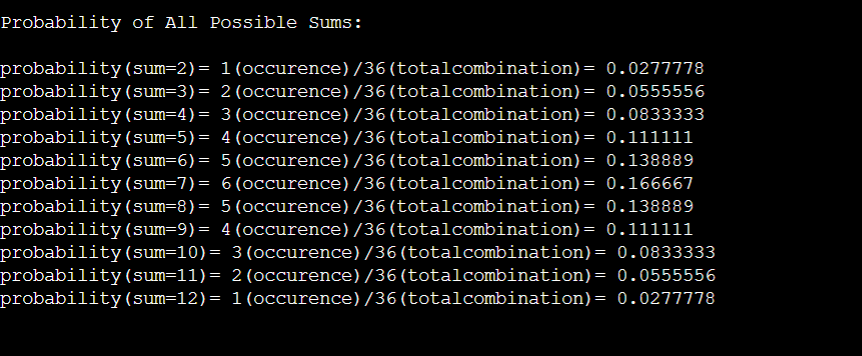 Probability of All Possible Sums:
probability(sum=2)= 1(occurence)/36(totalcombination)= 0.0277778
probability(sum=3)= 2(occurence)/36(totalcombination)= 0.0555556
probability(sum=4)= 3(occurence)/36(totalcombination)= 0.0833333
probability(sum=5)= 4(occurence)/36(totalcombination)= 0.111111
probability(sum=6)= 5(occurence)/36(totalcombination)= 0.138889
probability(sum=7)= 6(occurence)/36(totalcombination)= 0.166667
probability(sum=8)= 5(occurence)/36(totalcombination)= 0.138889
probability(sum=9)= 4(occurence)/36(totalcombination)= 0.111111
probability(sum=10)= 3(occurence)/36(totalcombination)= 0.0833333
probability(sum=11)= 2(occurence)/36(totalcombination)= 0.0555556
probability(sum=12)= 1(occurence)/36(totalcombination)= 0.0277778